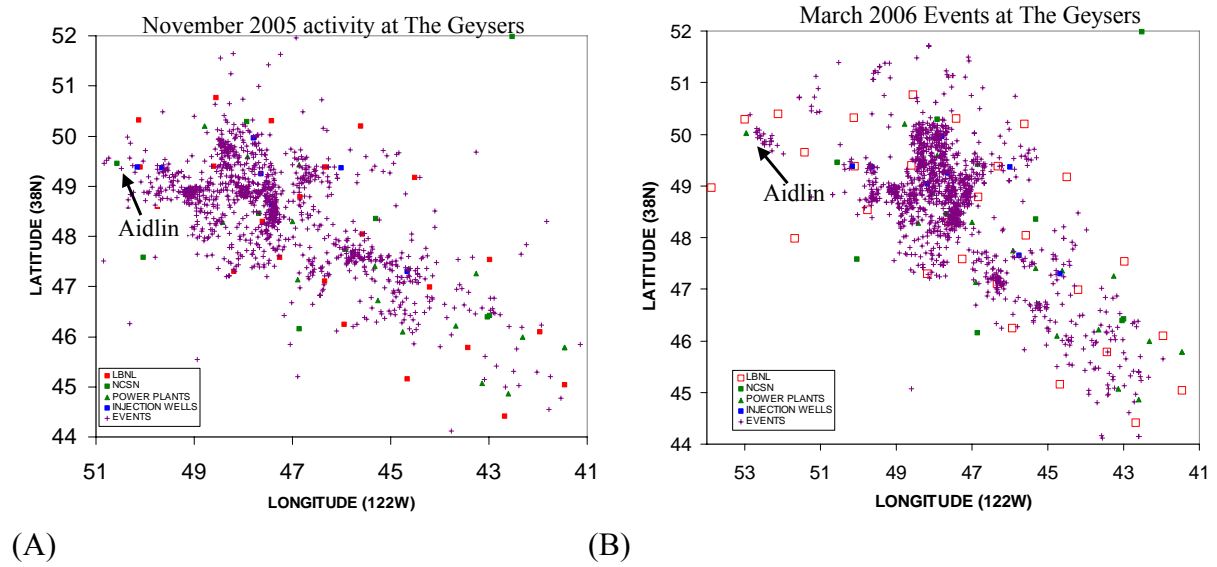 November 2005 activity at The Geysers
52
51
50
49
48
47
46
45
44
LATITUDE (38N)
Aidlin
LBNL
NCSN
POWER PLANTS
INJECTION WELLS
EVENTS
51 49 47 45 43 41
LONGITUDE (122W)
(A)
March 2006 Events at The Geysers
52
51
50
49
48
47
46
45
44
LATITUDE (38N)
Aidlin
LBNL
NCSN
POWER PLANTS
INJECTION WELLS
EVENTS
53 51 49 47 45 43 41
LONGITUDE (122W)
(B)